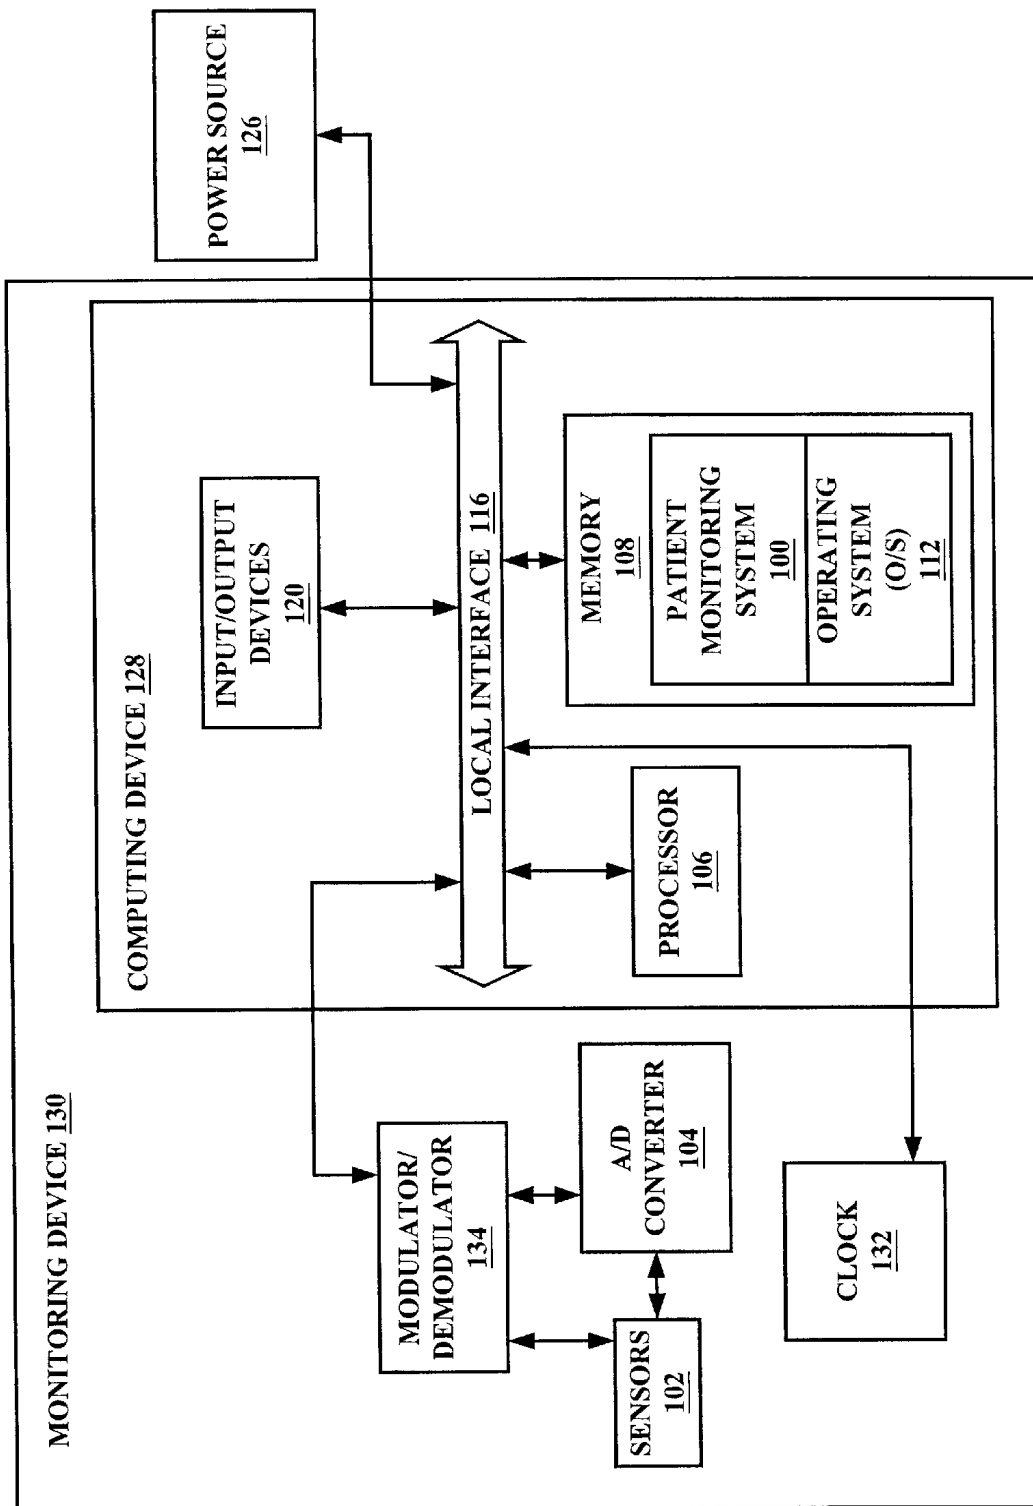 MONITORING DEVICE 130
COMPUTING DEVICE 128
POWER SOURCE
126
INPUT/OUTPUT
DEVICES
120
MODULATOR/
DEMODULATOR
134
LOCAL INTERFACE 116
SENSORS
102
A/D
CONVERTER
104
PROCESSOR
106
MEMORY
108
PATIENT
MONITORING
SYSTEM
100
OPERATING
SYSTEM
(O/S)
112
CLOCK
132